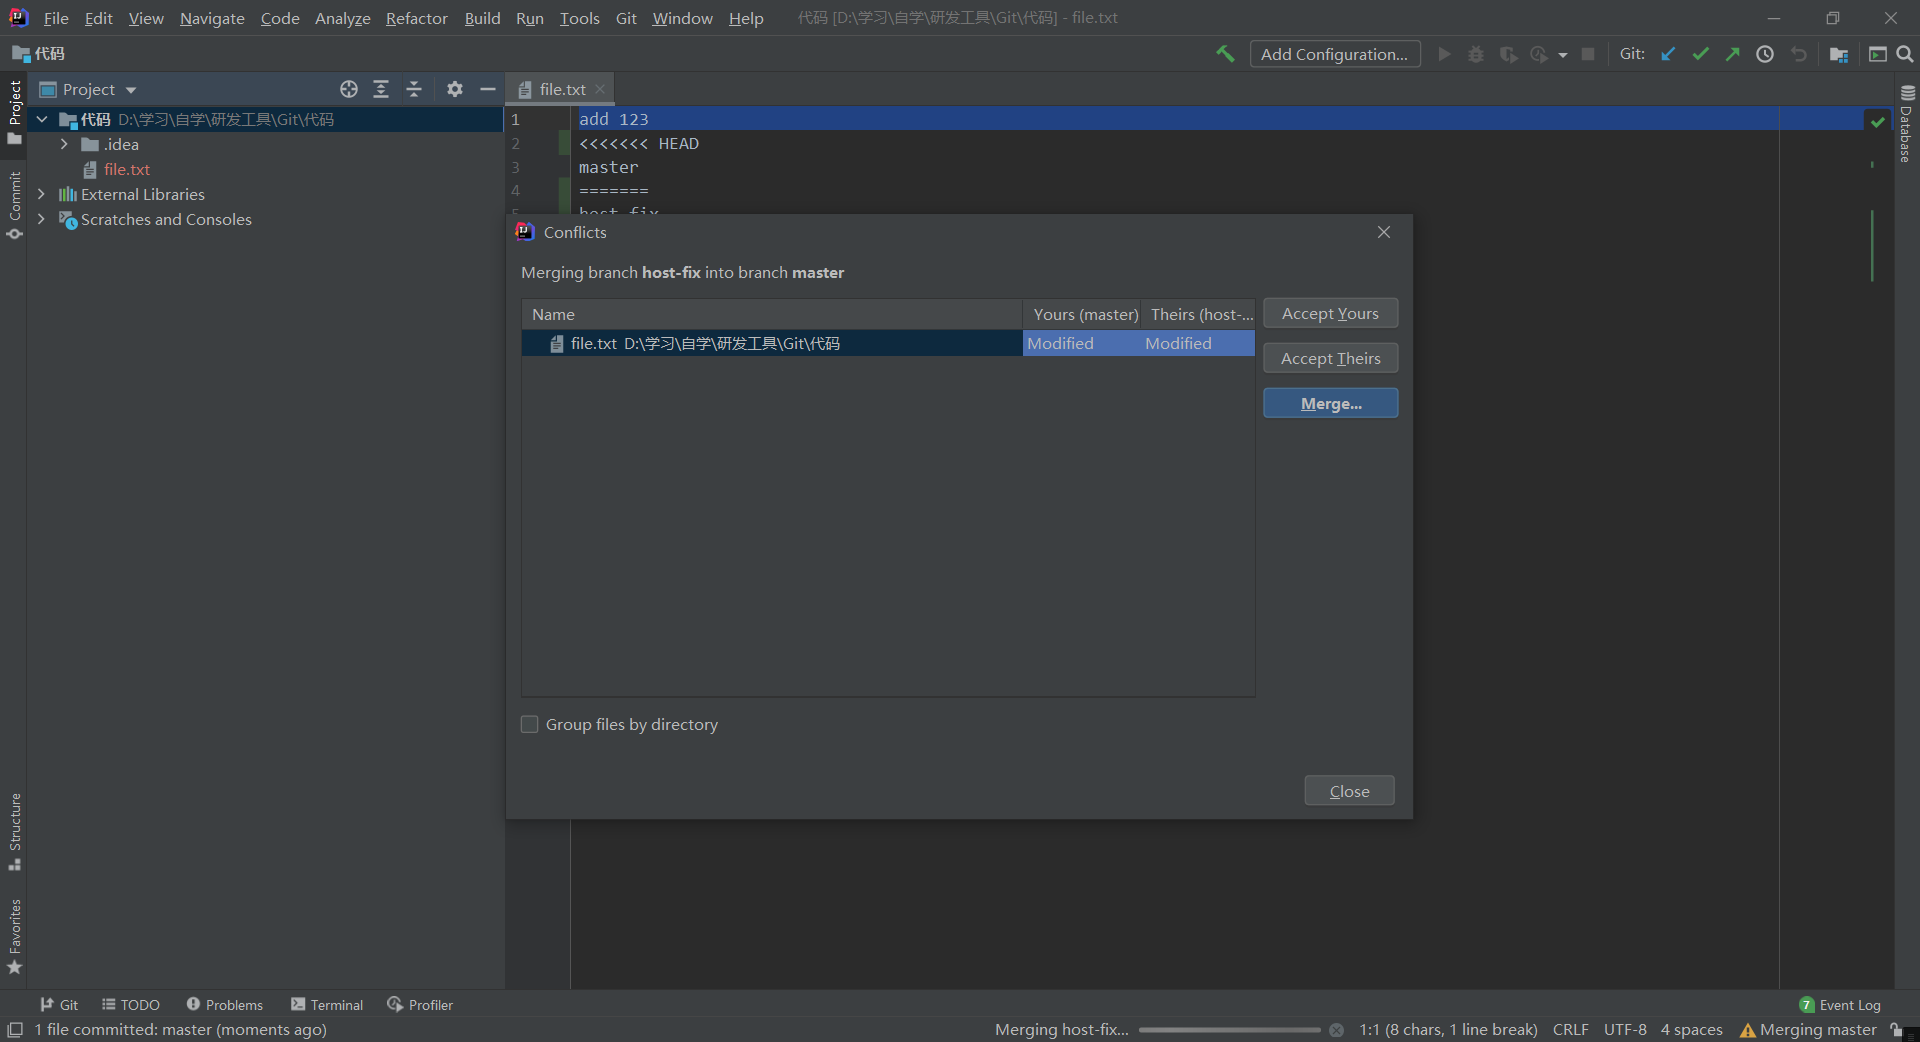 File Edit View Navigate Code Analyze Refactor Build Run Tools Git Window Help 代码 [D:\学习\自学\研发工具\Git\代码] - file.txt
代码 Add Configuration... Git:
Project file.txt
代码 D:\学习\自学\研发工具\Git\代码
.idea
file.txt
External Libraries
Scratches and Consoles
Project
Commit
Structure
Favorites
Database
1 add 123
2 <<<<<<< HEAD
3 master
4 =======
5 host-fix
Conflicts
Merging branch host-fix into branch master
Name Yours (master) Theirs (host-...
file.txt D:\学习\自学\研发工具\Git\代码 Modified Modified
Accept Yours
Accept Theirs
Merge...
Group files by directory
Close
Git TODO Problems Terminal Profiler 7 Event Log
1 file committed: master (moments ago) Merging host-fix... 1:1 (8 chars, 1 line break) CRLF UTF-8 4 spaces Merging master